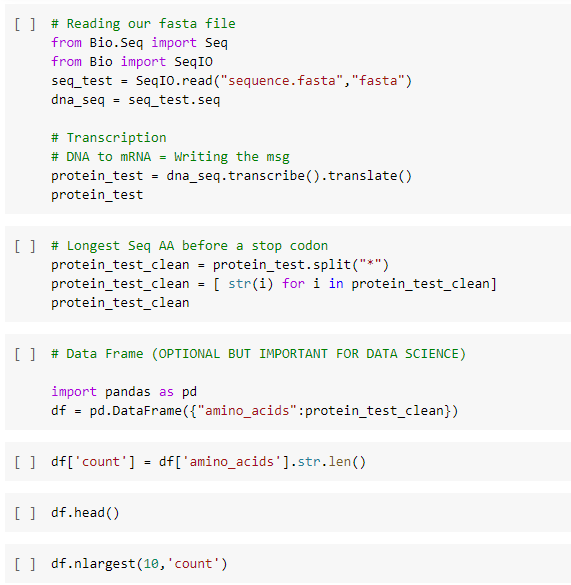 [ ] # Reading our fasta file
from Bio.Seq import Seq
from Bio import SeqIO
seq_test = SeqIO.read("sequence.fasta","fasta")
dna_seq = seq_test.seq
# Transcription
# DNA to mRNA = Writing the msg
protein_test = dna_seq.transcribe().translate()
protein_test
[ ] # Longest Seq AA before a stop codon
protein_test_clean = protein_test.split("*")
protein_test_clean = [ str(i) for i in protein_test_clean]
protein_test_clean
[ ] # Data Frame (OPTIONAL BUT IMPORTANT FOR DATA SCIENCE)
import pandas as pd
df = pd.DataFrame({"amino_acids":protein_test_clean})
[ ] df['count'] = df['amino_acids'].str.len()
[ ] df.head()
[ ] df.nlargest(10,'count')